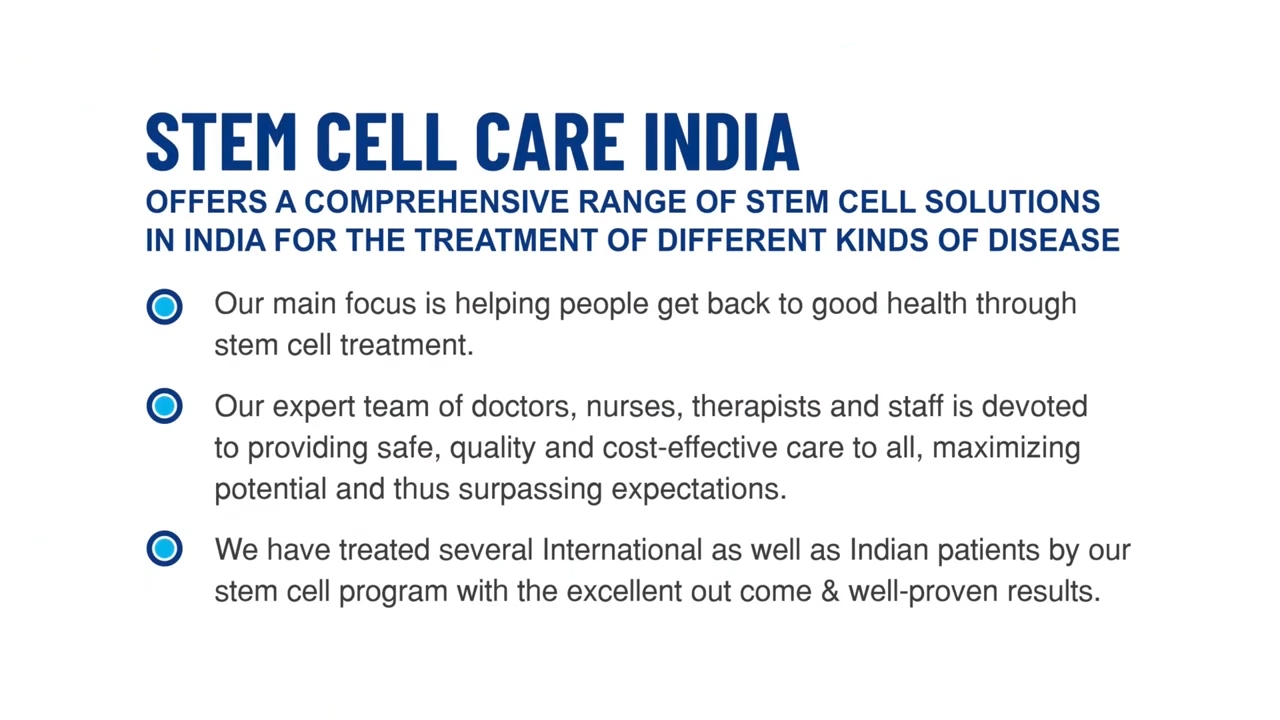 STEM CELL CARE INDIA
OFFERS A COMPREHENSIVE RANGE OF STEM CELL SOLUTIONS
IN INDIA FOR THE TREATMENT OF DIFFERENT KINDS OF DISEASE
Our main focus is helping people get back to good health through
stem cell treatment.
Our expert team of doctors, nurses, therapists and staff is devoted
to providing safe, quality and cost-effective care to all, maximizing
potential and thus surpassing expectations.
We have treated several International as well as Indian patients by our
stem cell program with the excellent out come & well-proven results.